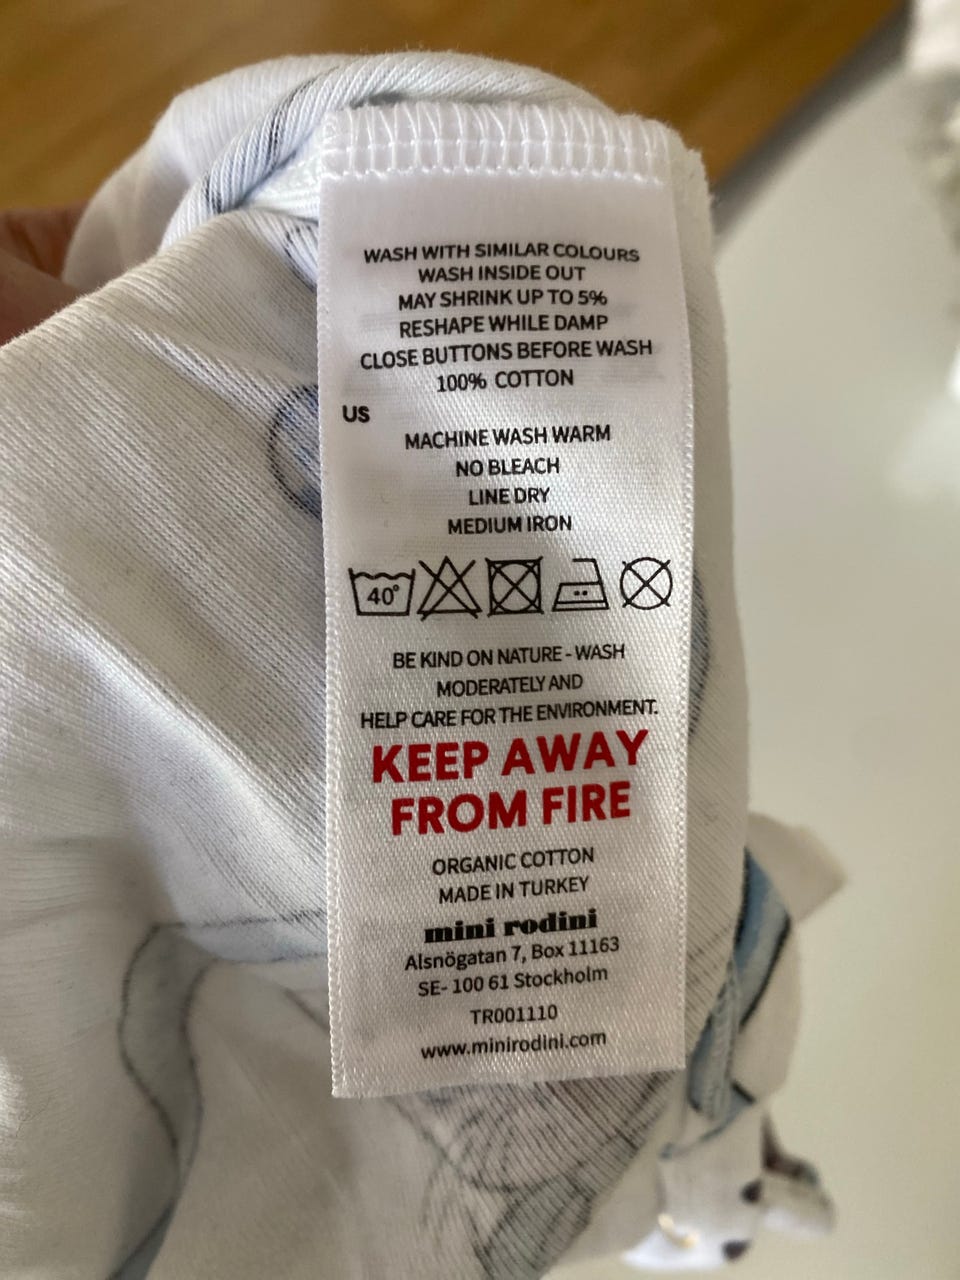 WASH WITH SIMILAR COLOURS
WASH INSIDE OUT
MAY SHRINK UP TO 5%
RESHAPE WHILE DAMP
CLOSE BUTTONS BEFORE WASH
100% COTTON
US
MACHINE WASH WARM
NO BLEACH
LINE DRY
MEDIUM IRON
40°
BE KIND ON NATURE - WASH
MODERATELY AND
HELP CARE FOR THE ENVIRONMENT.
KEEP AWAY
FROM FIRE
ORGANIC COTTON
MADE IN TURKEY
mini rodini
Alsnögatan 7, Box 11163
SE- 100 61 Stockholm
TR001110
www.minirodini.com